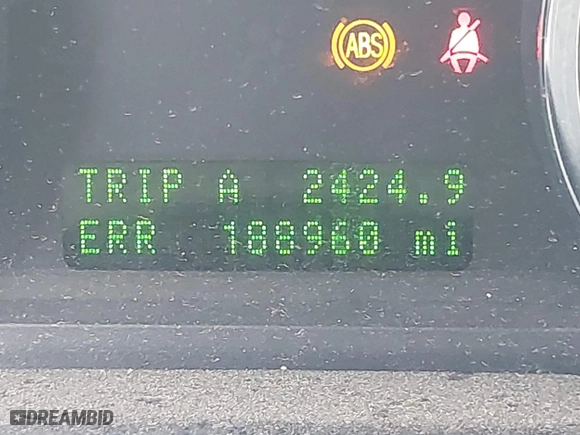 ABS
TRIP A 2424.9
ERR 188960 mi
DREAMBID